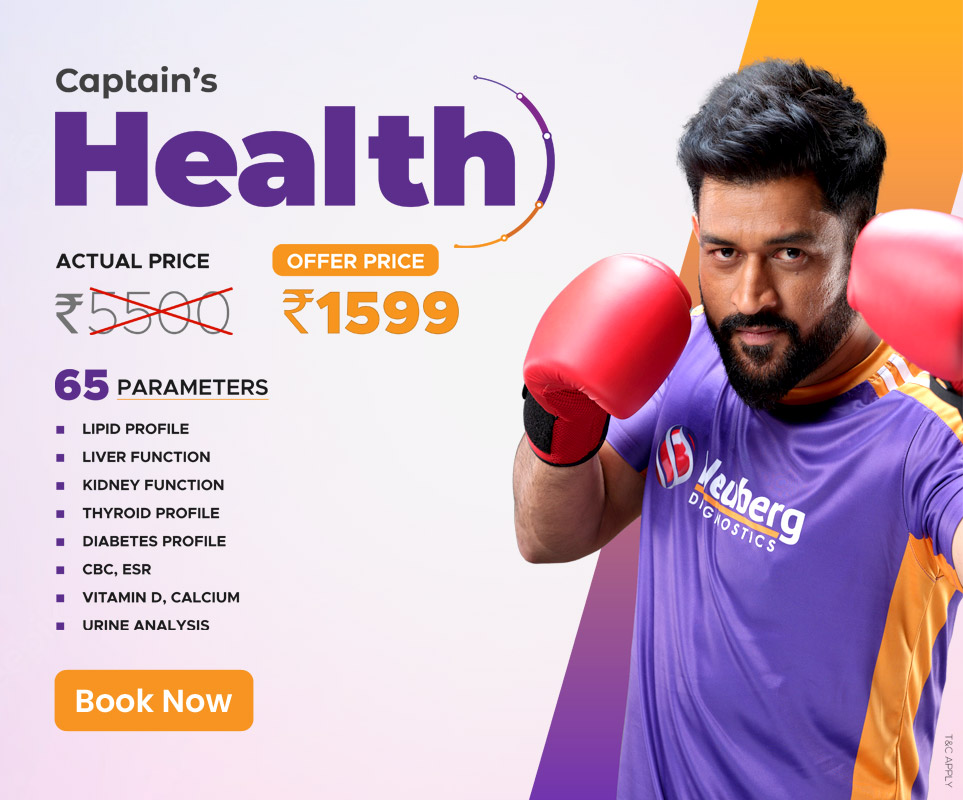 Captain's
Health
ACTUAL PRICE
₹5500
OFFER PRICE
₹1599
65 PARAMETERS
LIPID PROFILE
LIVER FUNCTION
KIDNEY FUNCTION
THYROID PROFILE
DIABETES PROFILE
CBC, ESR
VITAMIN D, CALCIUM
URINE ANALYSIS
Book Now
Neuberg
DIAGNOSTICS
T&C APPLY